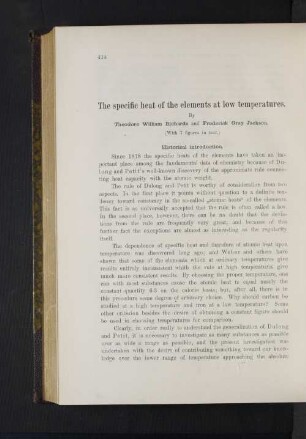 414
The specific heat of the elements at low temperatures.
By
Theodore William Richards and Frederick Gray Jackson.
(With 7 figures in text.)
Historical introduction.
Since 1819 the specific heats of the elements have taken an im-
portant place among the fundamental data of chemistry because of Du-
long and Petit's well-known discovery of the approximate rule connec-
ting heat capacity with the atomic weight.
The rule of Dulong and Petit is worthy of consideration from two
aspects. In the first place it points without question to a definite ten-
dency toward constancy in the so-called „atomic heats“ of the elements.
This fact is so universally accepted that the rule is often called a law
in the second place, however, there can be no doubt that the devia-
tions from the rule are frequently very great, and because of this
further fact the exceptions are almost as interesting as the regularity
itself.
The dependence of specific heat and therefore of atomic heat upon
temperature was discovered long ago; and Weber and others have
shown that some of the elements which at ordinary temperatures give
results entirely inconsistent with the rule at high temperatures give
much more consistent results. By choosing the proper temperature, one
can with most substances cause the atomic heat to equal nearly the
constant quantity 6·3 on the calorie basis; but, after all, there is in
this procedure some degree of arbitrary choice. Why should carbon be
studied at a high temperature and iron at a low temperature? Some
other criterion besides the desire of obtaining a constant figure should
be used in choosing temperatures for comparison.
Clearly, in order really to understand the generalization of Dulong
and Petit, it is necessary to investigate as many substances as possible
over as wide a range as possible, and the present investigation was
undertaken with the desire of contributing something toward our know-
ledge over the lower range of temperature approaching the absolute